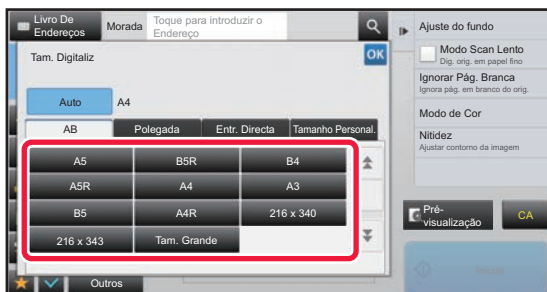 Livro De
Endereços
Morada
Toque para introduzir o
Endereço
Tam. Digitaliz
OK
Auto
A4
AB
Polegada
Entr. Directa
Tamanho Personal.
A5
B5R
B4
A5R
A4
A3
B5
A4R
216 x 340
216 x 343
Tam. Grande
Outros
Ajuste do fundo
Modo Scan Lento
Dig. orig. em papel fino
Ignorar Pág. Branca
Ignora pág. em branco do orig.
Modo de Cor
Nitidez
Ajustar contorno da imagem
Pré-
visualização
CA